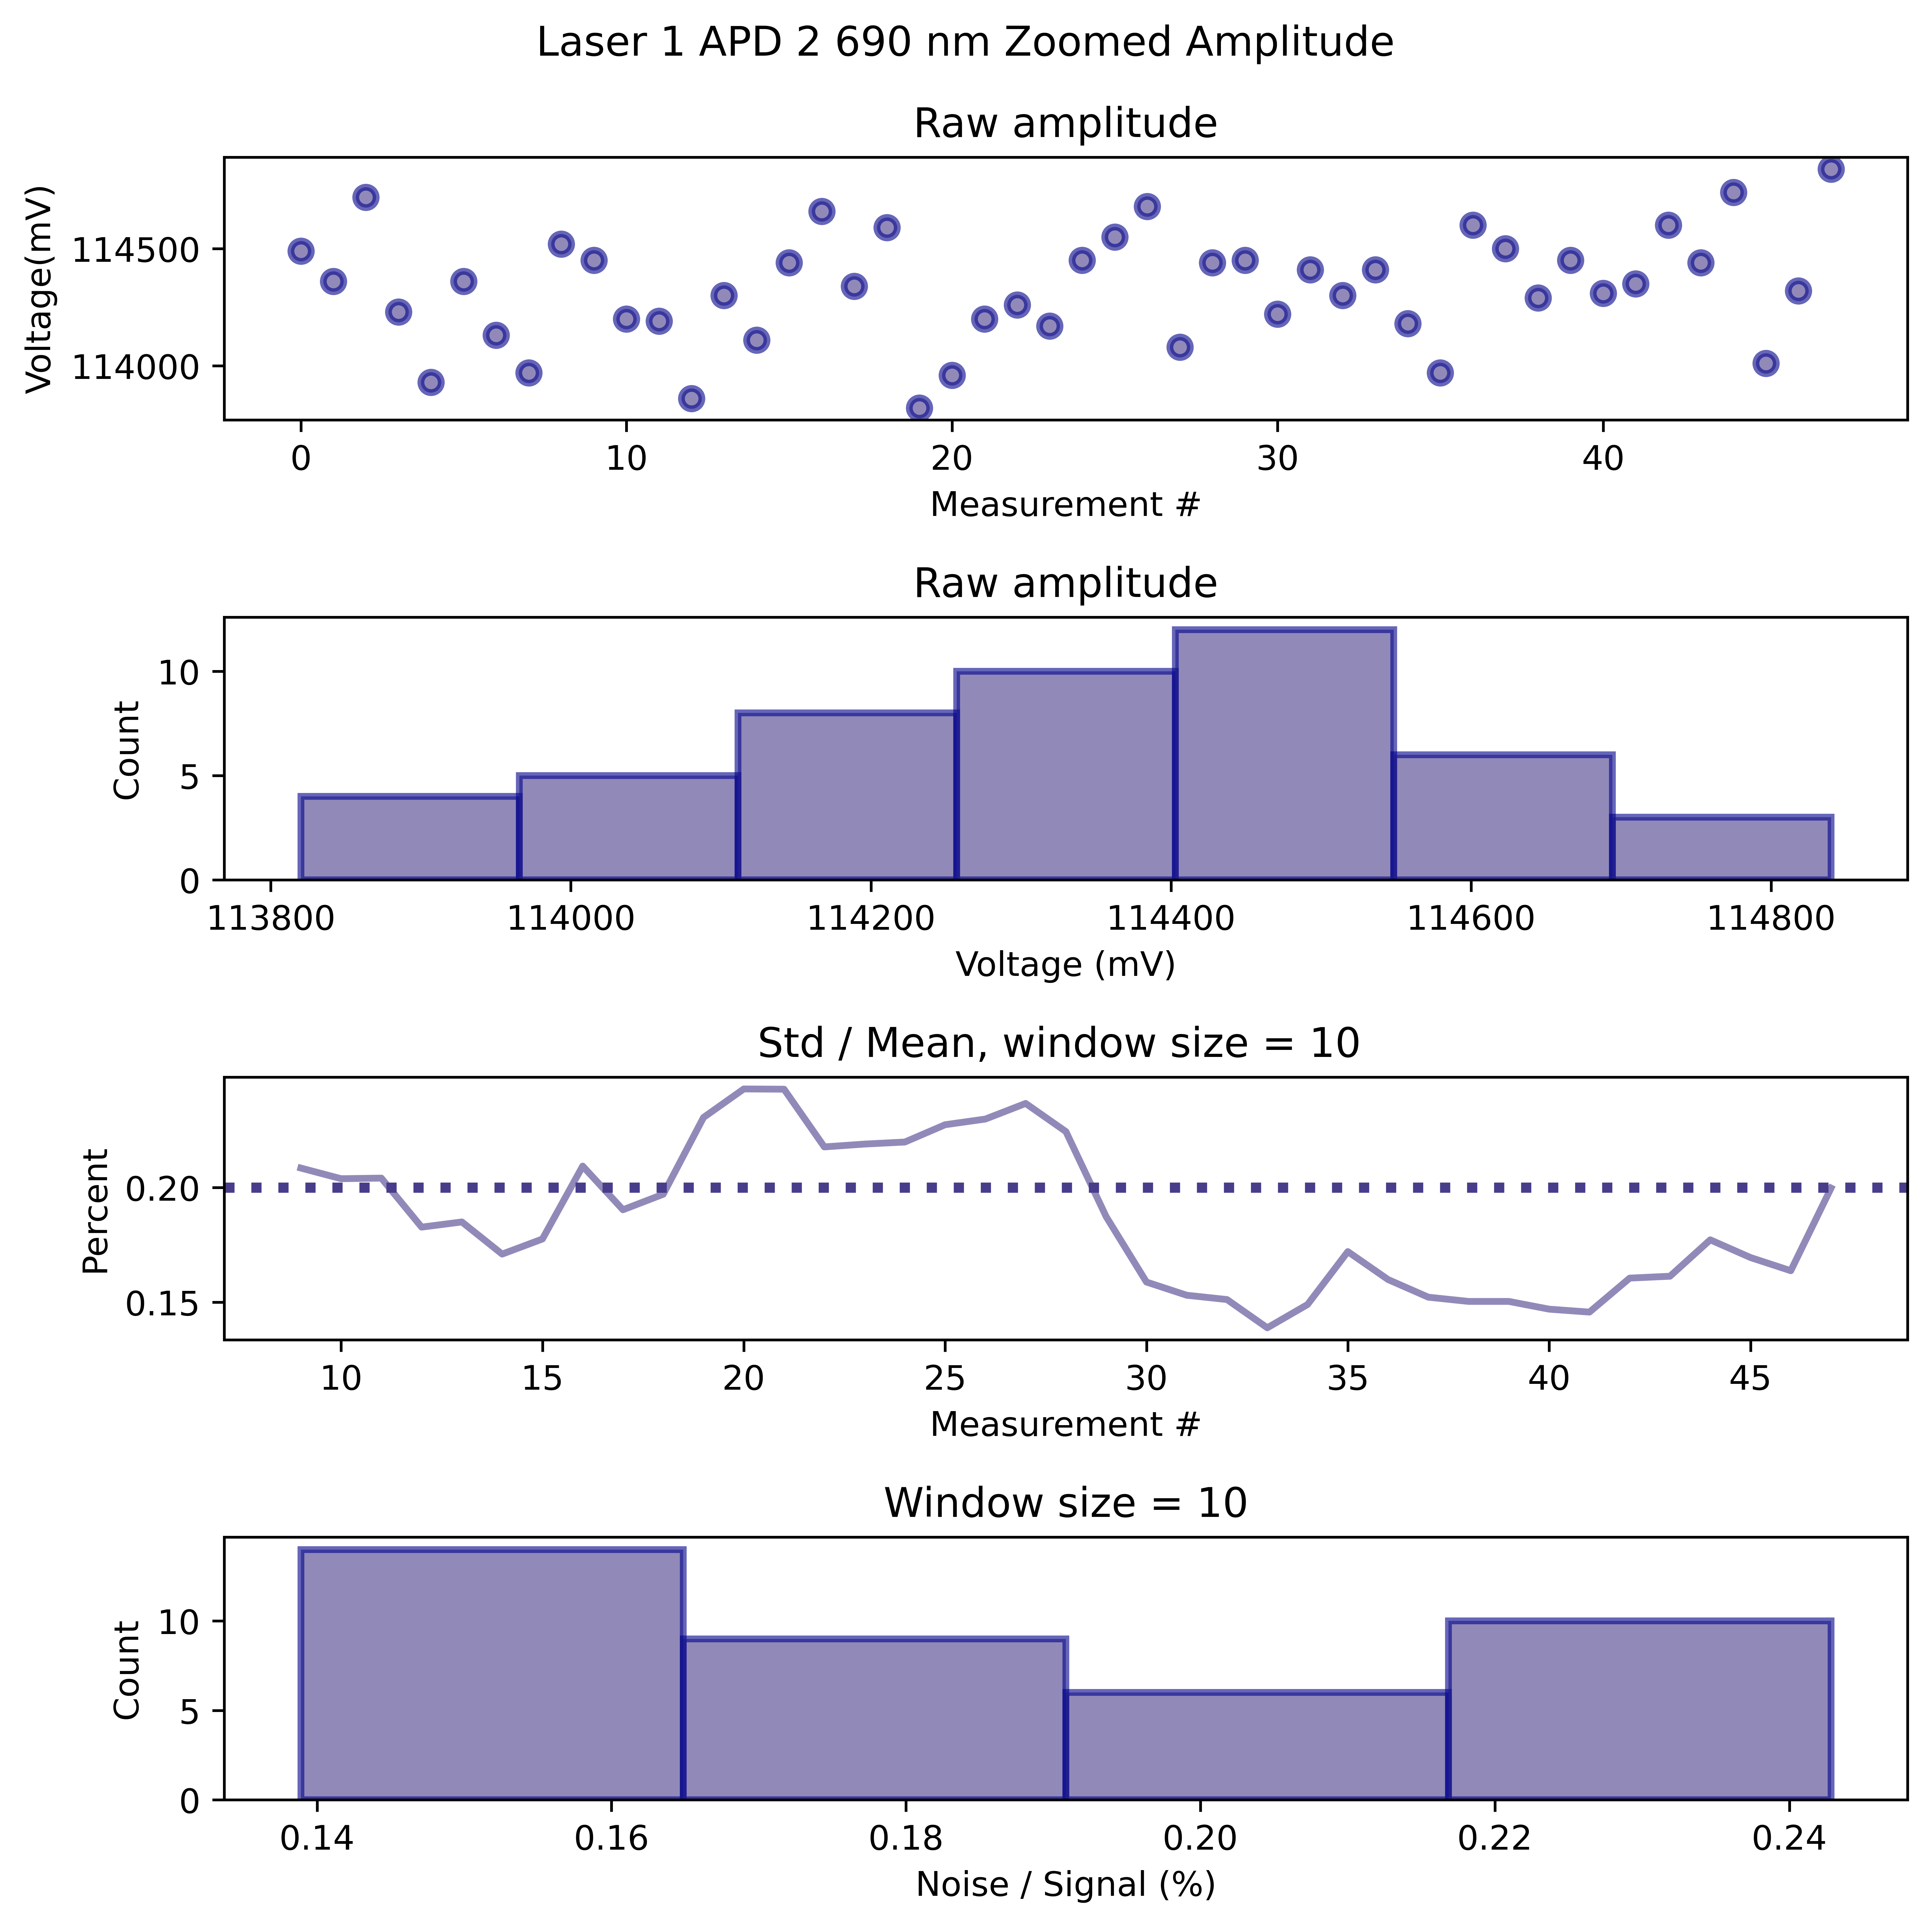 Laser 1 APD 2 690 nm Zoomed Amplitude
Raw amplitude
Voltage(mV)
114500
114000
0 10 20 30 40
Measurement #
Raw amplitude
Count
10
5
0
113800 114000 114200 114400 114600 114800
Voltage (mV)
Std / Mean, window size = 10
Percent
0.20
0.15
10 15 20 25 30 35 40 45
Measurement #
Window size = 10
Count
10
5
0
0.14 0.16 0.18 0.20 0.22 0.24
Noise / Signal (%)